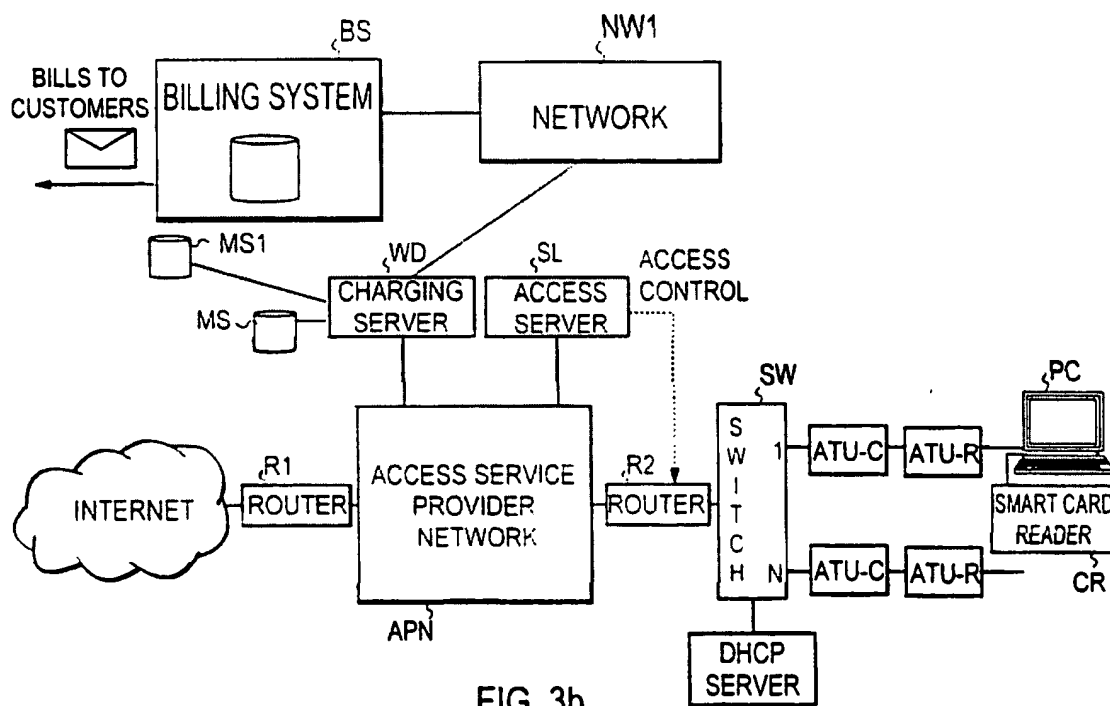 BS
NW1
BILLS TO
CUSTOMERS
BILLING SYSTEM
NETWORK
MS1
WD
SL
ACCESS
CONTROL
MS
CHARGING
SERVER
ACCESS
SERVER
SW
PC
R1
R2
INTERNET
ROUTER
ACCESS SERVICE
PROVIDER
NETWORK
ROUTER
SWITCH
1
ATU-C
ATU-R
SMART CARD
READER
N
ATU-C
ATU-R
CR
APN
DHCP
SERVER
FIG. 3b